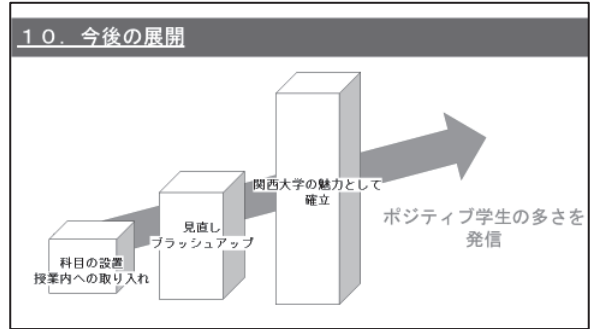 １０．今後の展開
科目の設置
授業内への取り入れ
見直し
ブラッシュアップ
関西大学の魅力として
確立
ポジティブ学生の多さを
発信